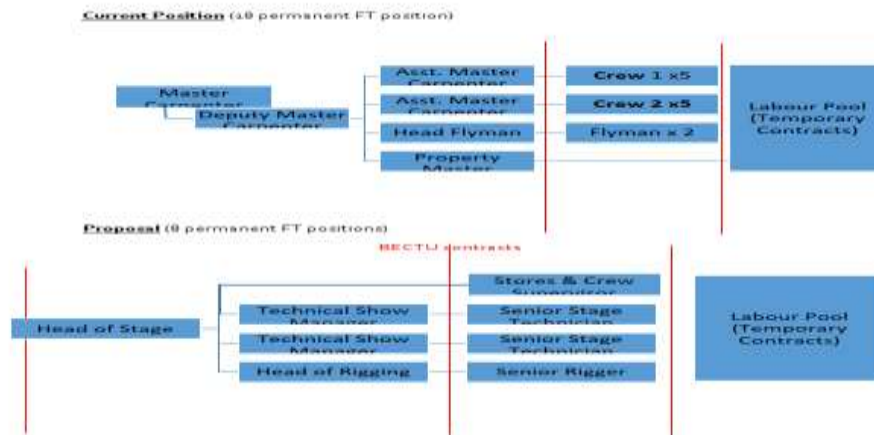 Current Position (18 permanent FT position)
Master
Carpenter
Deputy Master
Carpenter
Asst. Master
Carpenter
Asst. Master
Carpenter
Head Flyman
Property
Master
Crew 1 x5
Crew 2 x5
Flyman x 2
Labour Pool
(Temporary
Contracts)
Proposal (8 permanent FT positions)
BECTU contracts
Head of Stage
Technical Show
Manager
Technical Show
Manager
Head of Rigging
Stores & Crew
Supervisor
Senior Stage
Technician
Senior Stage
Technician
Senior Rigger
Labour Pool
(Temporary
Contracts)